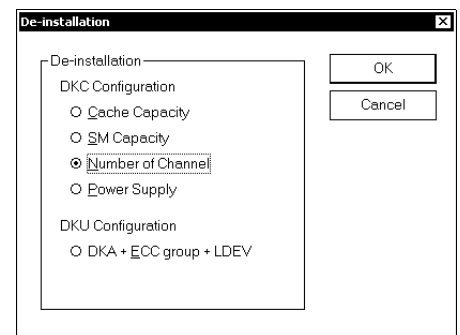 De-installation
De-installation
DKC Configuration
Cache Capacity
SM Capacity
Number of Channel
Power Supply
DKU Configuration
DKA + ECC group + LDEV
OK
Cancel